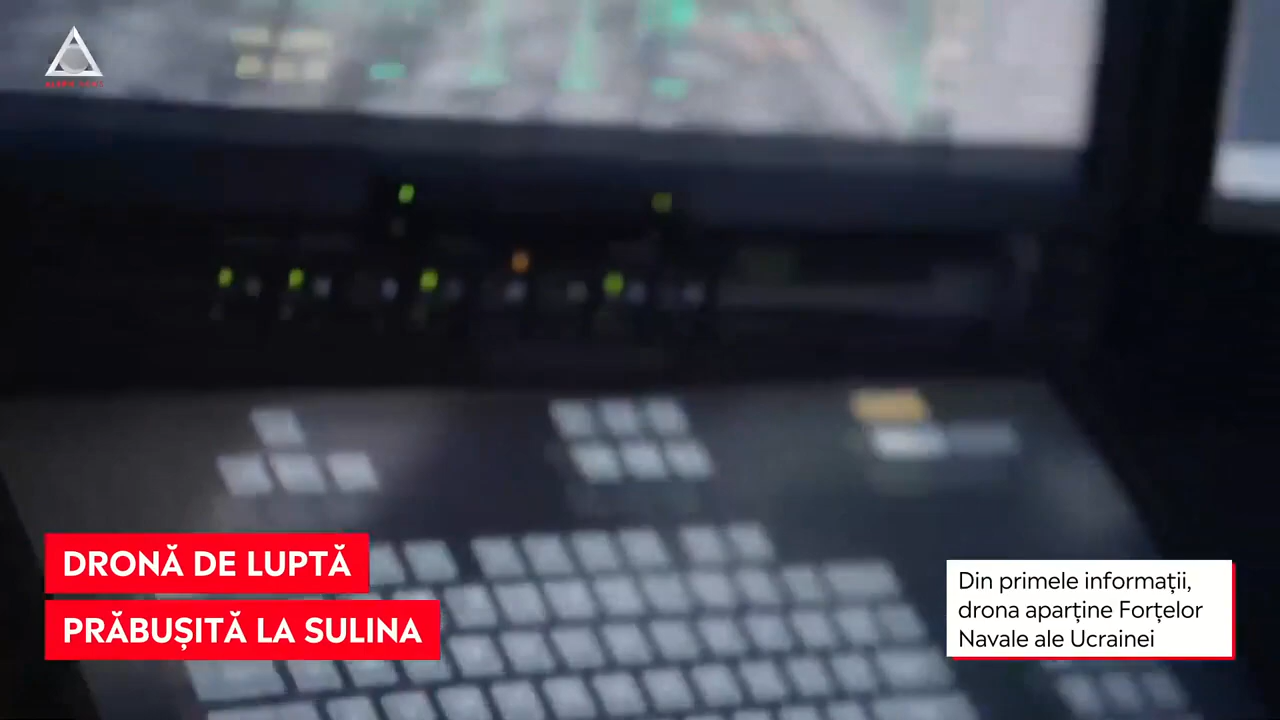 DRONĂ DE LUPTĂ
PRĂBUȘITĂ LA SULINA
Din primele informații,
drona aparține Forțelor
Navale ale Ucrainei